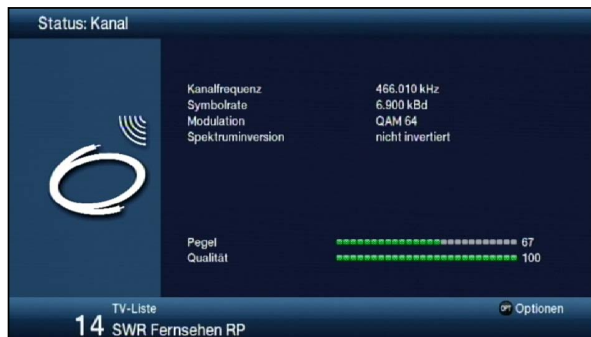 Status: Kanal
Kanalfrequenz 466.010 kHz
Symbolrate 6.900 kBd
Modulation QAM 64
Spektruminversion nicht invertiert
Pegel 67
Qualität 100
TV-Liste
OPT Optionen
14 SWR Fernsehen RP